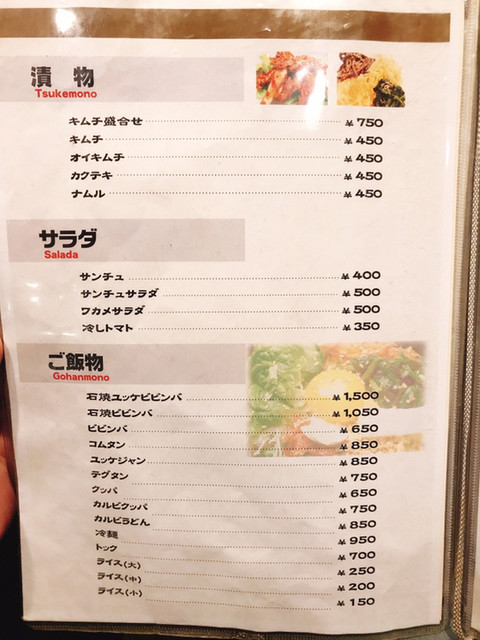 漬物
Tsukemono
キムチ盛合せ ¥750
キムチ ¥450
オイキムチ ¥450
カクテキ ¥450
ナムル ¥450
サラダ
Salada
サンチュ ¥400
サンチュサラダ ¥500
ワカメサラダ ¥500
冷しトマト ¥350
ご飯物
Gohanmono
石焼ユッケビビンバ ¥1,500
石焼ビビンバ ¥1,050
ビビンバ ¥650
コムタン ¥850
ユッケジャン ¥850
テグタン ¥750
クッパ ¥650
カルビクッパ ¥750
カルビうどん ¥850
冷麺 ¥950
トック ¥700
ライス(大) ¥250
ライス(中) ¥200
ライス(小) ¥150